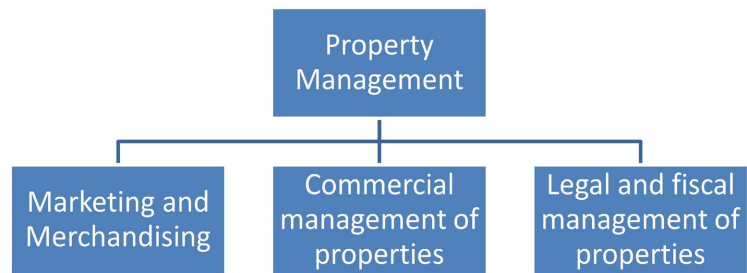 Property
Management
Marketing and
Merchandising
Commercial
management of
properties
Legal and fiscal
management of
properties